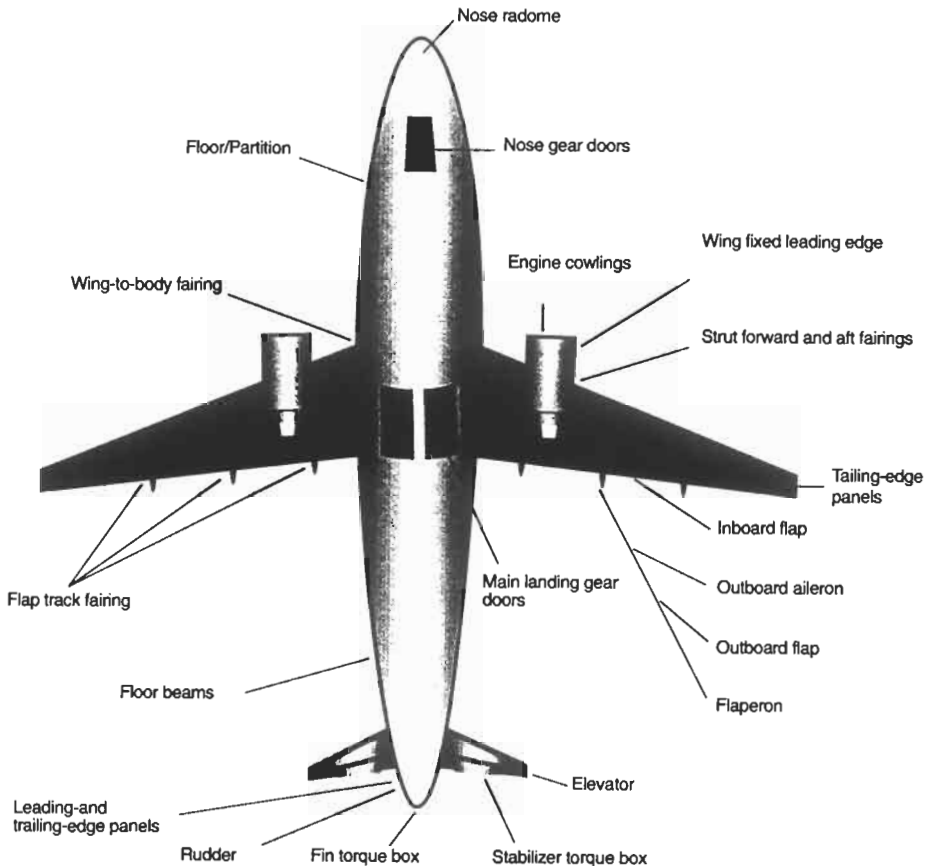 Nose radome
Floor/Partition
Nose gear doors
Wing fixed leading edge
Engine cowlings
Wing-to-body fairing
Strut forward and aft fairings
Tailing-edge
panels
Inboard flap
Main landing gear
doors
Outboard aileron
Flap track fairing
Outboard flap
Floor beams
Flaperon
Elevator
Leading-and
trailing-edge panels
Rudder
Fin torque box
Stabilizer torque box